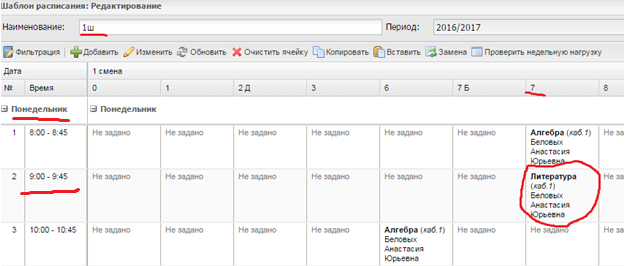 Шаблон расписания: Редактирование
Наименование: 1ш Период: 2016/2017
Фильтрация Добавить Изменить Обновить Очистить ячейку Копировать Вставить Замена Проверить недельную нагрузку
Дата 1 смена
№ Время 0 1 2 Д 3 6 7 Б 7 8
Понедельник Понедельник
1 8:00 - 8:45 Не задано Не задано Не задано Не задано Не задано Не задано Алгебра (каб.1) Не зада
Беловых
Анастасия
Юрьевна
2 9:00 - 9:45 Не задано Не задано Не задано Не задано Не задано Не задано Литература Не зада
(каб.1)
Беловых
Анастасия
Юрьевна
3 10:00 - 10:45 Не задано Не задано Не задано Не задано Алгебра (каб.1) Не задано Не задано Не зада
Беловых
Анастасия
Юрьевна